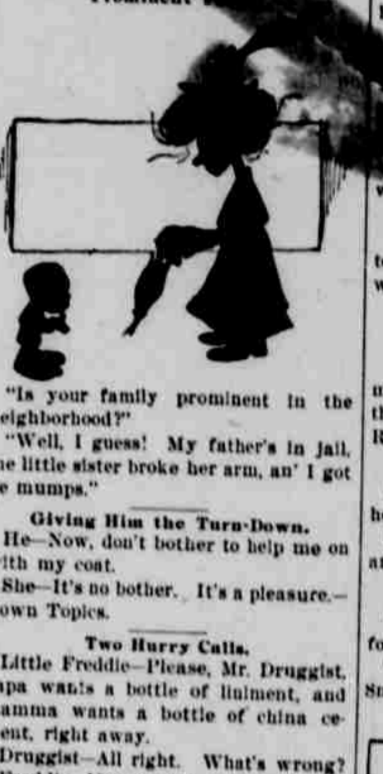 Prominent
"Is your family prominent in the
eighborhood?"
"Well, I guess! My father's in jail,
he little sister broke her arm, an' I got
e mumps."
Giving Him the Turn-Down.
He—Now, don't bother to help me on
ith my coat.
She—It's no bother. It's a pleasure.—
own Topics.
Two Hurry Calls.
Little Freddie—Please, Mr. Druggist,
apa wants a bottle of liniment, and
amma wants a bottle of china ce-
ent, right away.
Druggist—All right. What's wrong?